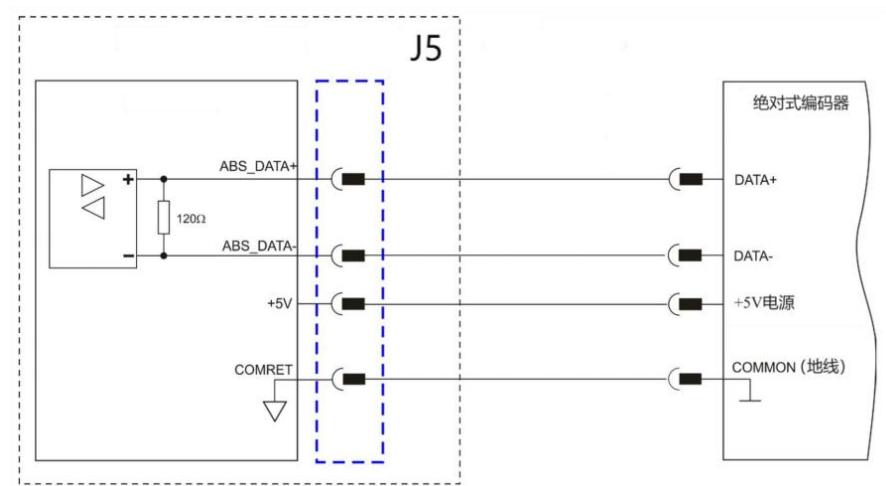 J5
绝对式编码器
ABS_DATA+
+
DATA+
120Ω
ABS_DATA-
-
DATA-
+5V
+5V电源
COMRET
COMMON (地线)